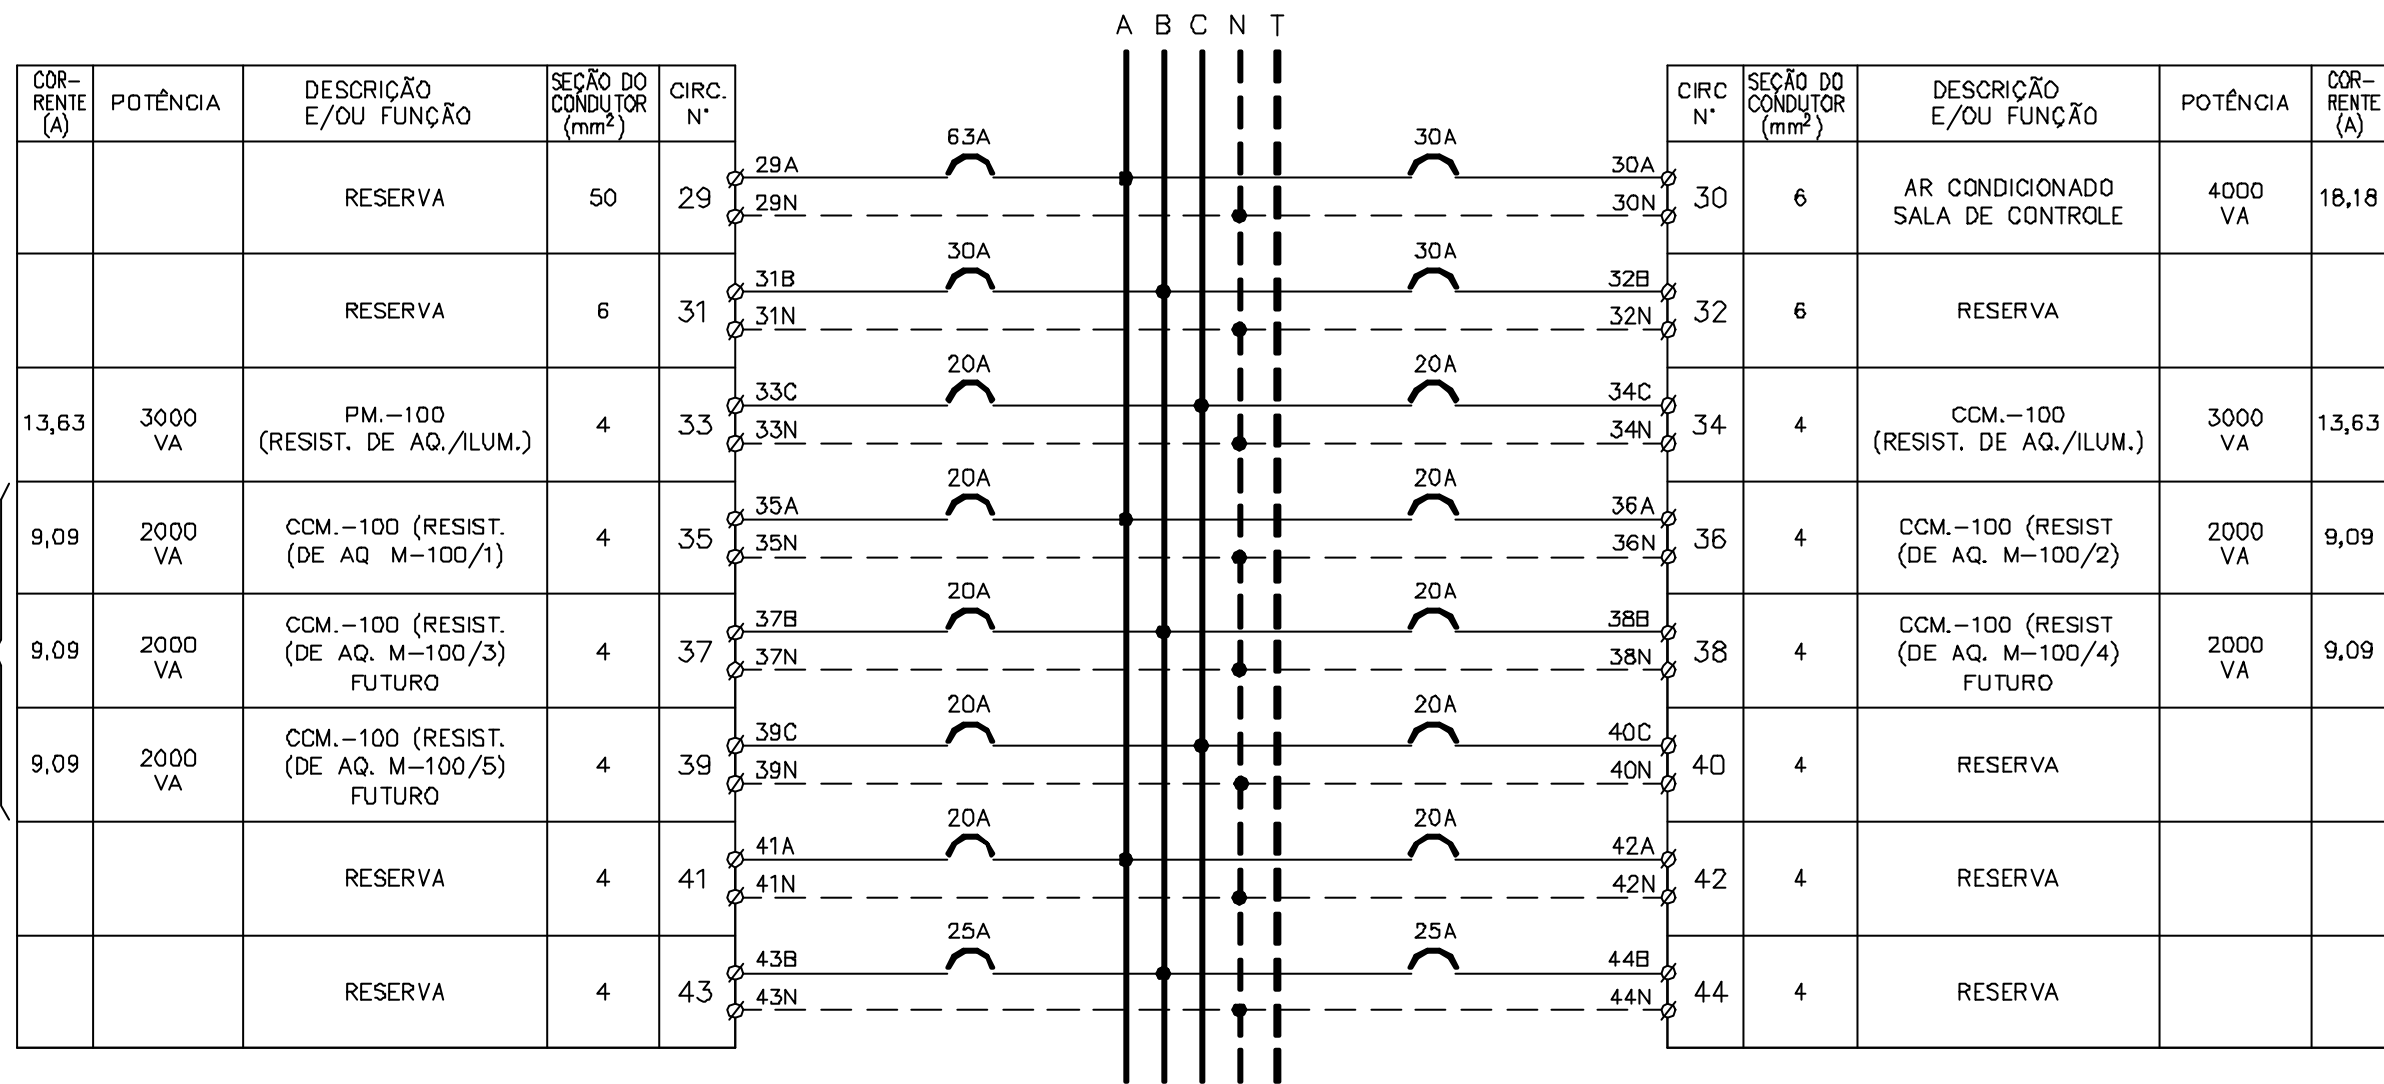 A B C N T
COR-
RENTE
(A)
POTÊNCIA
DESCRIÇÃO
E/OU FUNÇÃO
SEÇÃO DO
CONDUTOR
(mm²)
CIRC.
N°
CIRC
N°
SEÇÃO DO
CONDUTOR
(mm²)
DESCRIÇÃO
E/OU FUNÇÃO
POTÊNCIA
COR-
RENTE
(A)
RESERVA
50
29
29A
29N
63A
30A
30A
30N
30
6
AR CONDICIONADO
SALA DE CONTROLE
4000
VA
18,18
RESERVA
6
31
31B
31N
30A
30A
32B
32N
32
6
RESERVA
13,63
3000
VA
PM.-100
(RESIST. DE AQ./ILUM.)
4
33
33C
33N
20A
20A
34C
34N
34
4
CCM.-100
(RESIST. DE AQ./ILUM.)
3000
VA
13,63
9,09
2000
VA
CCM.-100 (RESIST.
(DE AQ M-100/1)
4
35
35A
35N
20A
20A
36A
36N
36
4
CCM.-100 (RESIST
(DE AQ. M-100/2)
2000
VA
9,09
9,09
2000
VA
CCM.-100 (RESIST.
(DE AQ. M-100/3)
FUTURO
4
37
37B
37N
20A
20A
38B
38N
38
4
CCM.-100 (RESIST
(DE AQ. M-100/4)
FUTURO
2000
VA
9,09
9,09
2000
VA
CCM.-100 (RESIST.
(DE AQ. M-100/5)
FUTURO
4
39
39C
39N
20A
20A
40C
40N
40
4
RESERVA
RESERVA
4
41
41A
41N
20A
20A
42A
42N
42
4
RESERVA
RESERVA
4
43
43B
43N
25A
25A
44B
44N
44
4
RESERVA